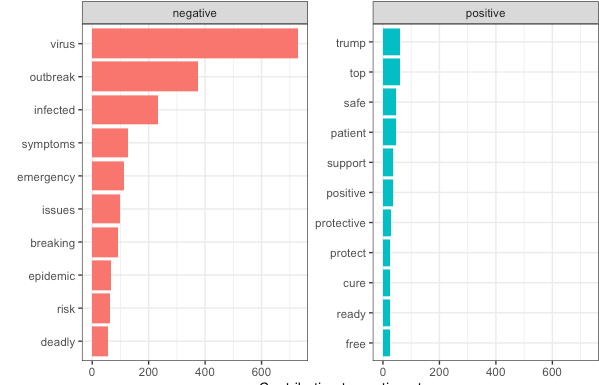 negative
virus
outbreak
infected
symptoms
emergency
issues
breaking
epidemic
risk
deadly
0 200 400 600
positive
trump
top
safe
patient
support
positive
protective
protect
cure
ready
free
0 200 400 600